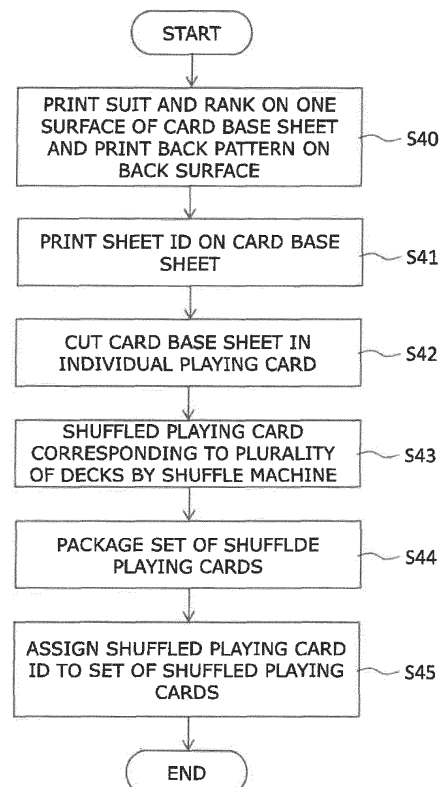 START
PRINT SUIT AND RANK ON ONE
SURFACE OF CARD BASE SHEET
AND PRINT BACK PATTERN ON
BACK SURFACE
S40
PRINT SHEET ID ON CARD BASE
SHEET
S41
CUT CARD BASE SHEET IN
INDIVIDUAL PLAYING CARD
S42
SHUFFLED PLAYING CARD
CORRESPONDING TO PLURALITY
OF DECKS BY SHUFFLE MACHINE
S43
PACKAGE SET OF SHUFFLDE
PLAYING CARDS
S44
ASSIGN SHUFFLED PLAYING CARD
ID TO SET OF SHUFFLED PLAYING
CARDS
S45
END